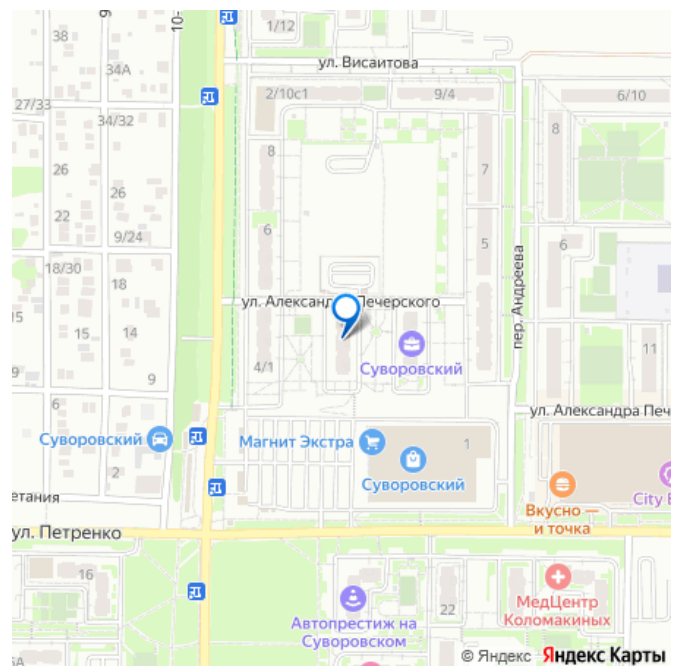 10-
9
1/12
38
ул. Висаитова
34А
2/10с1
9/4
6/10
27/33
34/32
8
8
26
7
26
22
6
9/24
5
6
18/30
18
ул. Александра Печерского
пер. Андреева
15
15
14
Суворовский
11
4/1
9
6
ул. Александра Печ
Суворовский
Магнит Экстра
1
2
Суворовский
City B
етания
Вкусно —
и точка
ул. Петренко
16
МедЦентр
Коломакиных
22
Автопрестиж на
Суворовском
© Яндекс Яндекс Карты